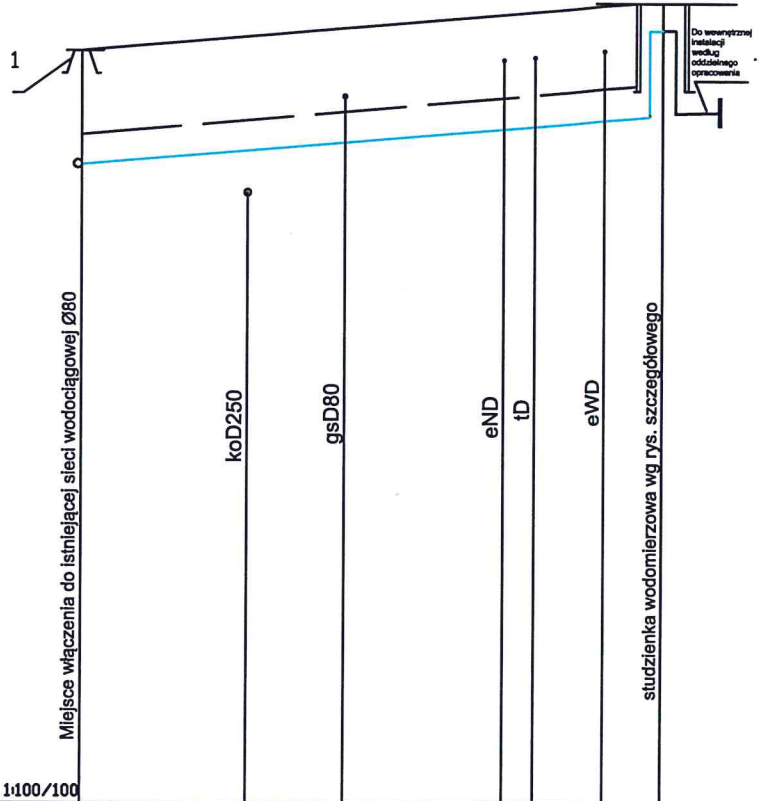 1
Do wewnętrznej
instalacji
według
oddzielnego
opracowania
Miejsce włączenia do istniejącej sieci wodociągowej Ø80
koD250
gsD80
eND
tD
eWD
studzienka wodomierzowa wg rys. szczegółowego
1:100/100